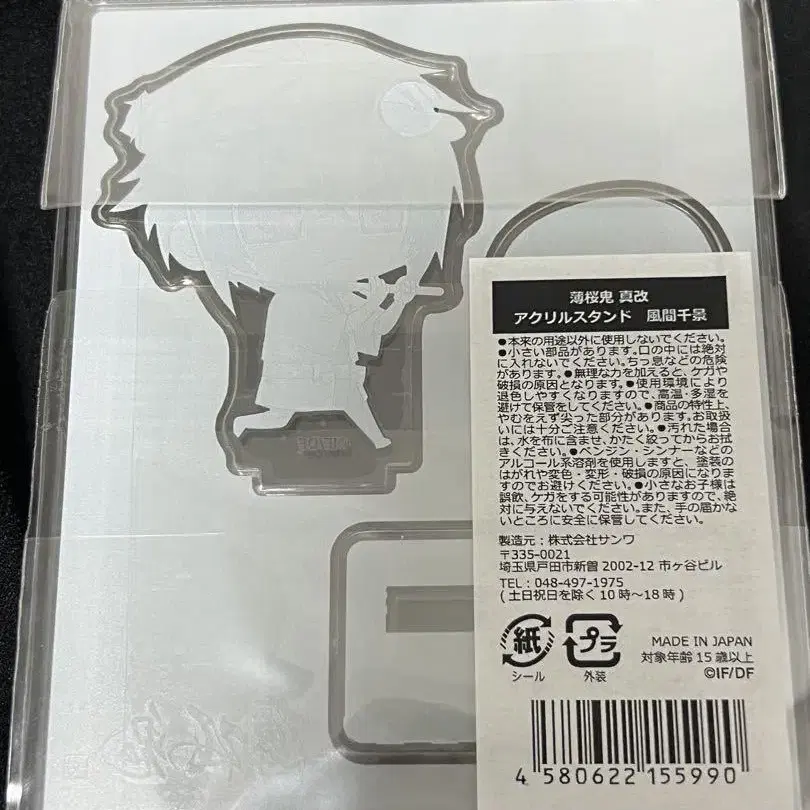 薄桜鬼 真改
アクリルスタンド 風間千景
●本来の用途以外に使用しないでください。
●小さい部品があります。口の中には絶対
に入れないでください。ちっ息などの危険
があります。●無理な力を加えると、ケガや
破損の原因となります。●使用環境により
退色しやすくなりますので、高温・多湿を
避けて保管をしてください。●商品の特性上、
やむをえず尖った部分があります。お取扱
いには十分ご注意ください。●汚れた場合
は、水を布に含ませ、かたく絞ってからお拭
きください。●ベンジン・シンナーなどの
アルコール系溶剤を使用しますと、塗装の
はがれや変色・変形・破損の原因になりま
すのでお避けください。●小さなお子様は
誤飲、ケガをする可能性がありますので、絶
対に与えないでください。また、手の届かな
いところに安全に保管してください。
製造元：株式会社サンワ
〒335-0021
埼玉県戸田市新曽 2002-12 市ヶ谷ビル
TEL：048-497-1975
(土日祝日を除く10時～18時)
紙
シール
プラ
外装
MADE IN JAPAN
対象年齢 15 歳以上
©IF/DF
4 580622 155990